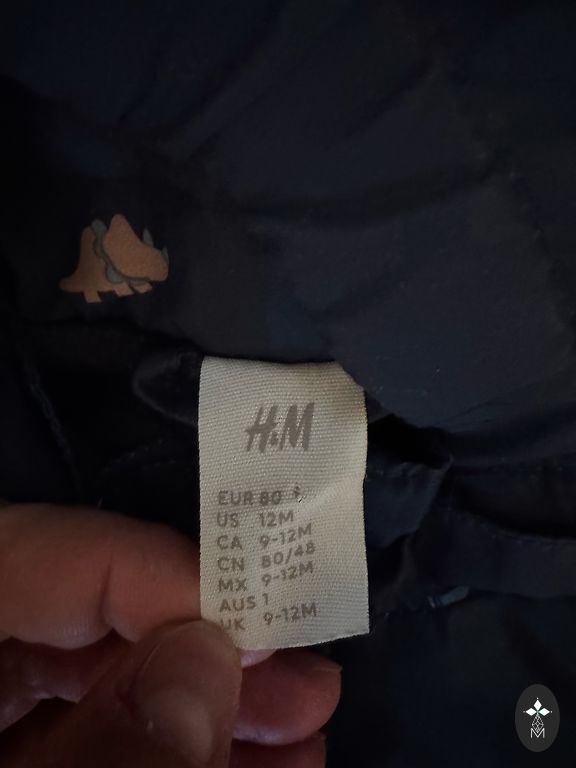 H&M
EUR 80
US 12M
CA 9-12M
CN 80/48
MX 9-12M
AUS 1
UK 9-12M
M